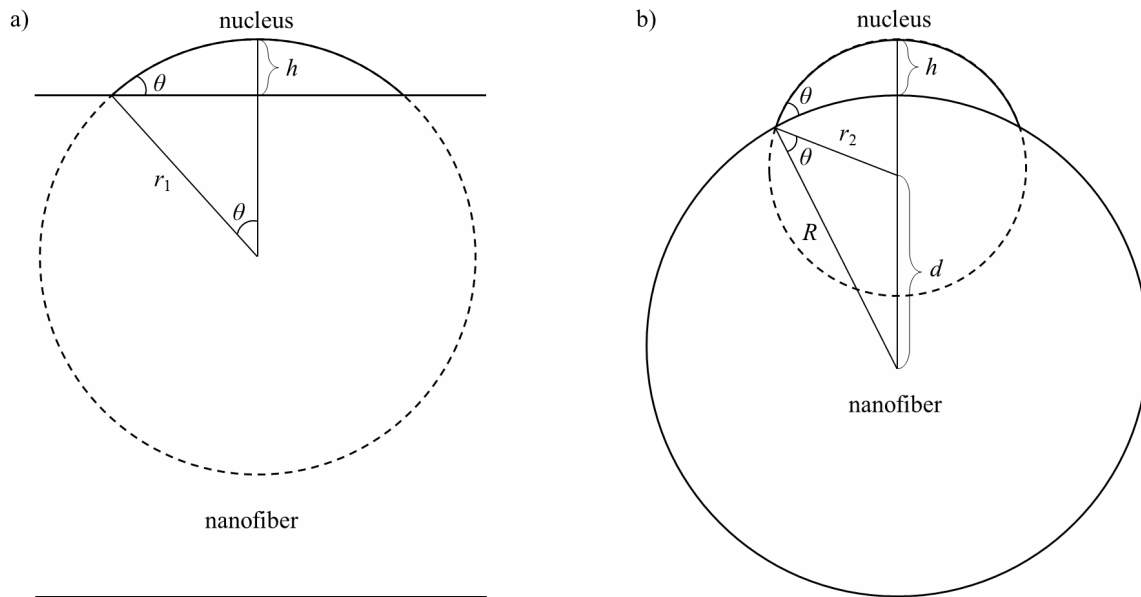 a)
nucleus
h
θ
r1
θ
nanofiber
b)
nucleus
h
θ
r2
θ
R
d
nanofiber